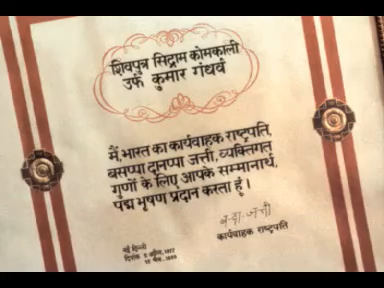 शिवपुत्र सिद्राम कोमकाली
उर्फ कुमार गंधर्व
मैं, भारत का कार्यवाहक राष्ट्रपति,
बसप्पा दानप्पा जत्ती, व्यक्तिगत
गुणों के लिए आपके सम्मानार्थ,
पद्म भूषण प्रदान करता हूं।
ब. दा. जत्ती
कार्यवाहक राष्ट्रपति
नई दिल्ली
दिनांक